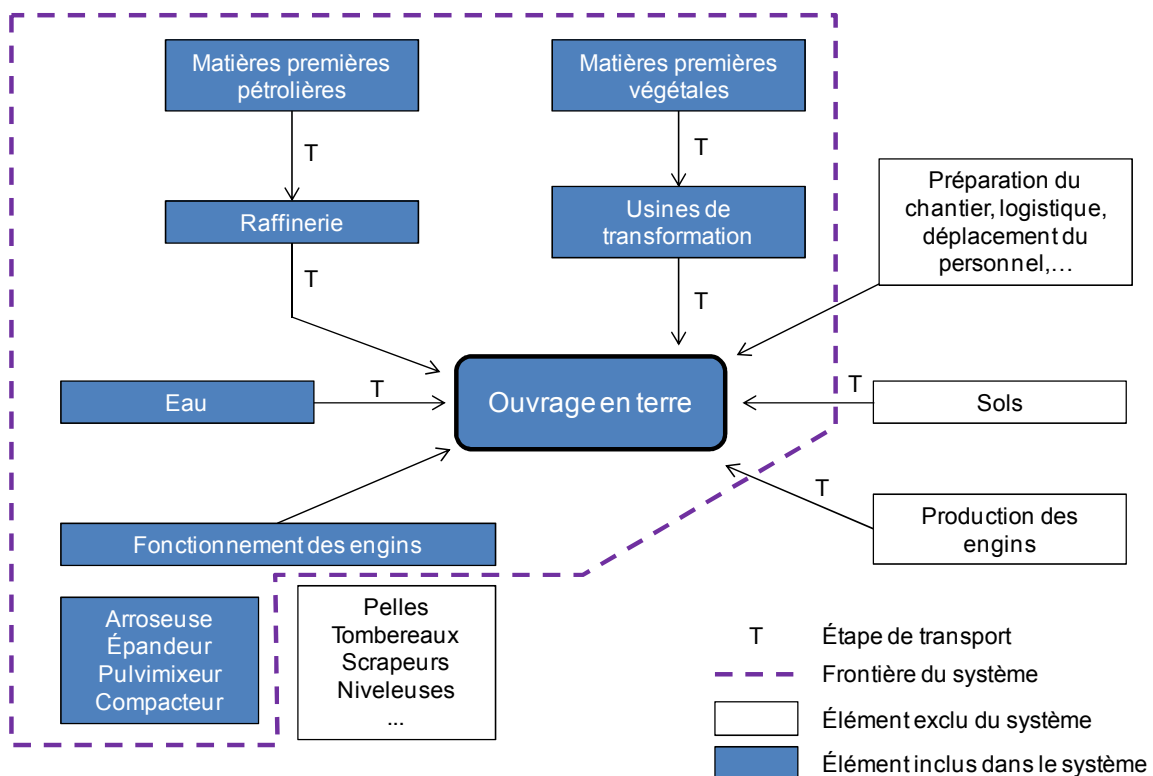 Matières premières
pétrolières
Matières premières
végétales
T
T
Raffinerie
Usines de
transformation
Préparation du
chantier, logistique,
déplacement du
personnel,…
T
T
Eau
T
Ouvrage en terre
T
Sols
T
Fonctionnement des engins
Production des
engins
Arroseuse
Épandeur
Pulvimixeur
Compacteur
Pelles
Tombereaux
Scrapeurs
Niveleuses
...
T Étape de transport
Frontière du système
Élément exclu du système
Élément inclus dans le système